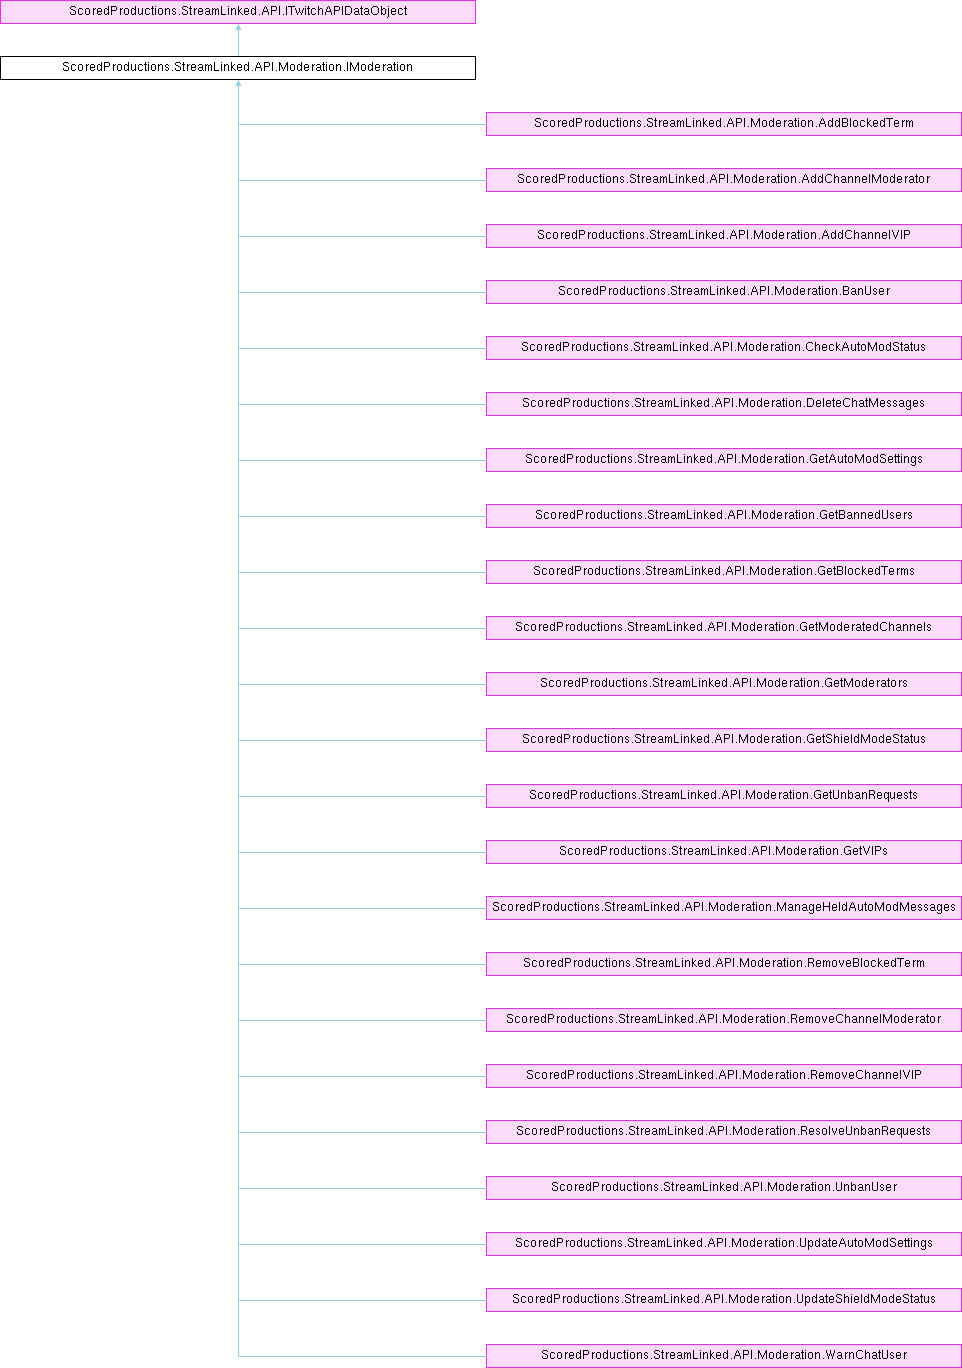 ScoredProductions.StreamLinked.API.ITwitchAPIDataObject
ScoredProductions.StreamLinked.API.Moderation.IModeration
ScoredProductions.StreamLinked.API.Moderation.AddBlockedTerm
ScoredProductions.StreamLinked.API.Moderation.AddChannelModerator
ScoredProductions.StreamLinked.API.Moderation.AddChannelVIP
ScoredProductions.StreamLinked.API.Moderation.BanUser
ScoredProductions.StreamLinked.API.Moderation.CheckAutoModStatus
ScoredProductions.StreamLinked.API.Moderation.DeleteChatMessages
ScoredProductions.StreamLinked.API.Moderation.GetAutoModSettings
ScoredProductions.StreamLinked.API.Moderation.GetBannedUsers
ScoredProductions.StreamLinked.API.Moderation.GetBlockedTerms
ScoredProductions.StreamLinked.API.Moderation.GetModeratedChannels
ScoredProductions.StreamLinked.API.Moderation.GetModerators
ScoredProductions.StreamLinked.API.Moderation.GetShieldModeStatus
ScoredProductions.StreamLinked.API.Moderation.GetUnbanRequests
ScoredProductions.StreamLinked.API.Moderation.GetVIPs
ScoredProductions.StreamLinked.API.Moderation.ManageHeldAutoModMessages
ScoredProductions.StreamLinked.API.Moderation.RemoveBlockedTerm
ScoredProductions.StreamLinked.API.Moderation.RemoveChannelModerator
ScoredProductions.StreamLinked.API.Moderation.RemoveChannelVIP
ScoredProductions.StreamLinked.API.Moderation.ResolveUnbanRequests
ScoredProductions.StreamLinked.API.Moderation.UnbanUser
ScoredProductions.StreamLinked.API.Moderation.UpdateAutoModSettings
ScoredProductions.StreamLinked.API.Moderation.UpdateShieldModeStatus
ScoredProductions.StreamLinked.API.Moderation.WarnChatUser